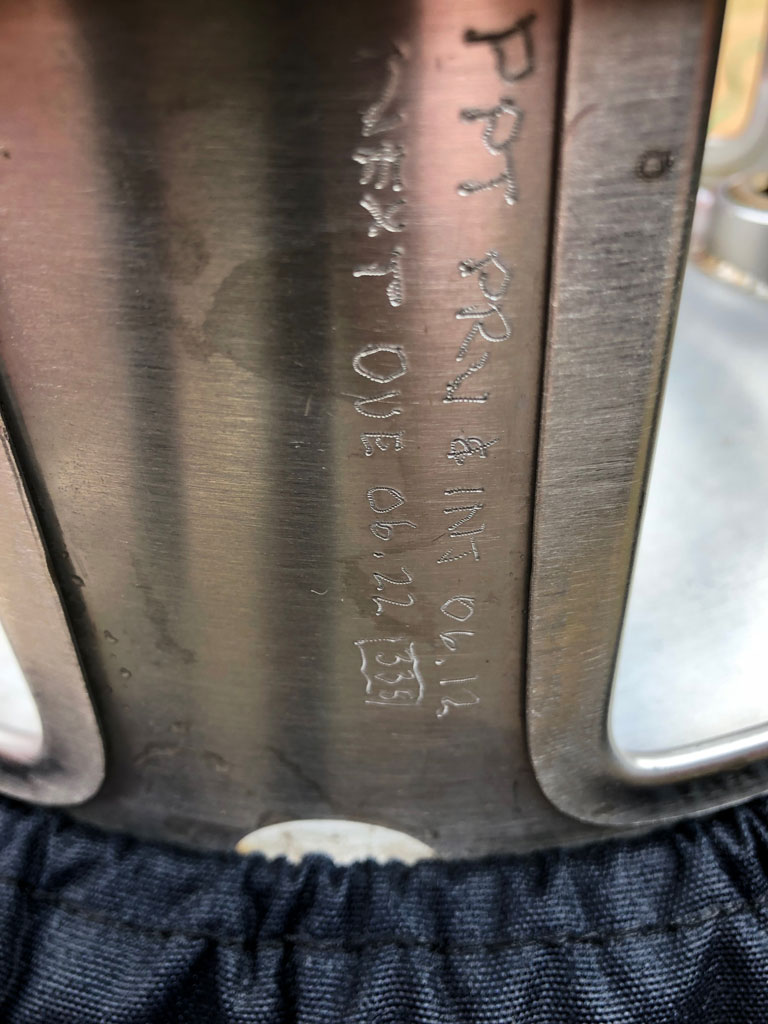 PPT PRV & INT 06.12
NEXT DUE 06.22 335